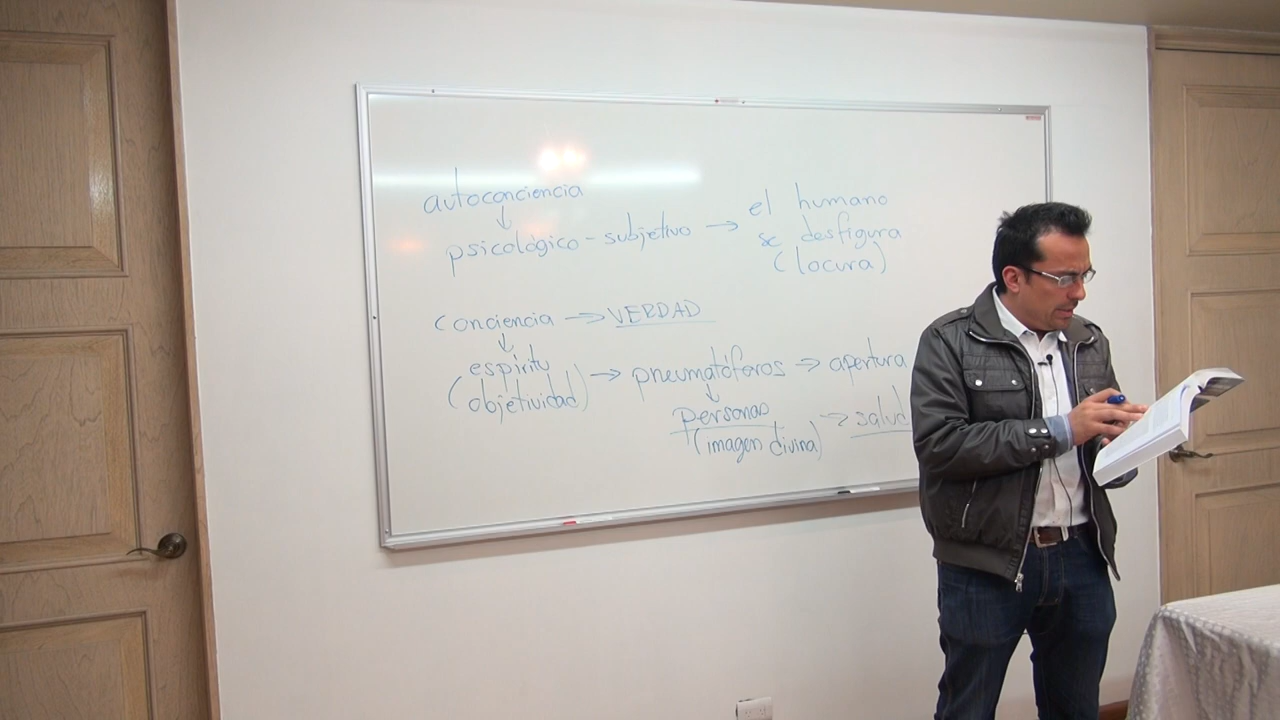 autoconciencia
↓
psicológico - subjetivo → el humano
se desfigura
(locura)
conciencia → VERDAD
↓
espíritu
(objetividad) → pneumatóforos → apertura
↓
personas
(imagen divina) → salud